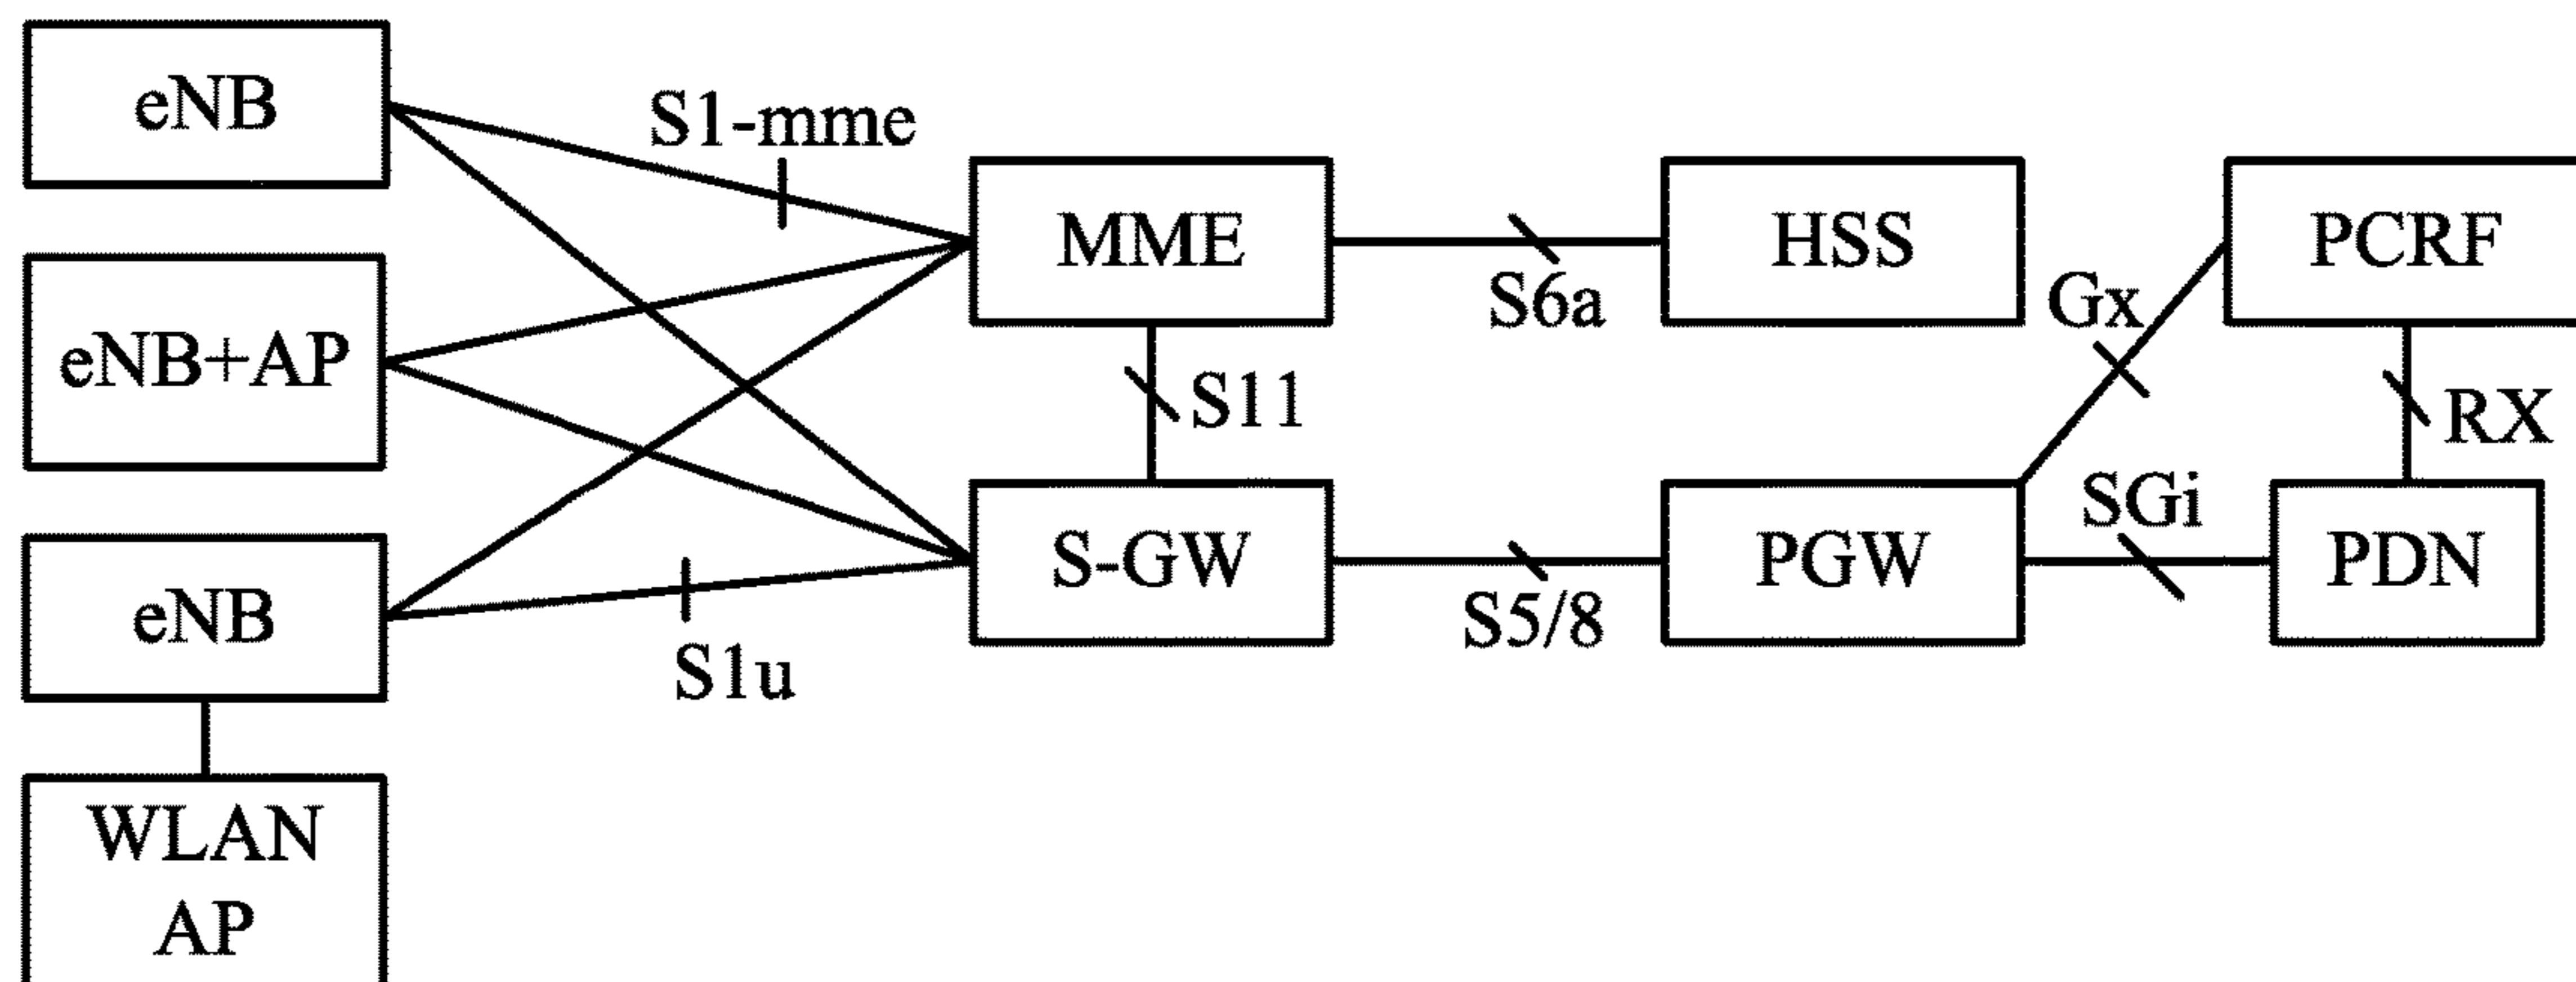 eNB
S1-mme
MME
HSS
PCRF
eNB+AP
S6a
Gx
S11
RX
eNB
S-GW
PGW
SGi
PDN
S1u
S5/8
WLAN
AP